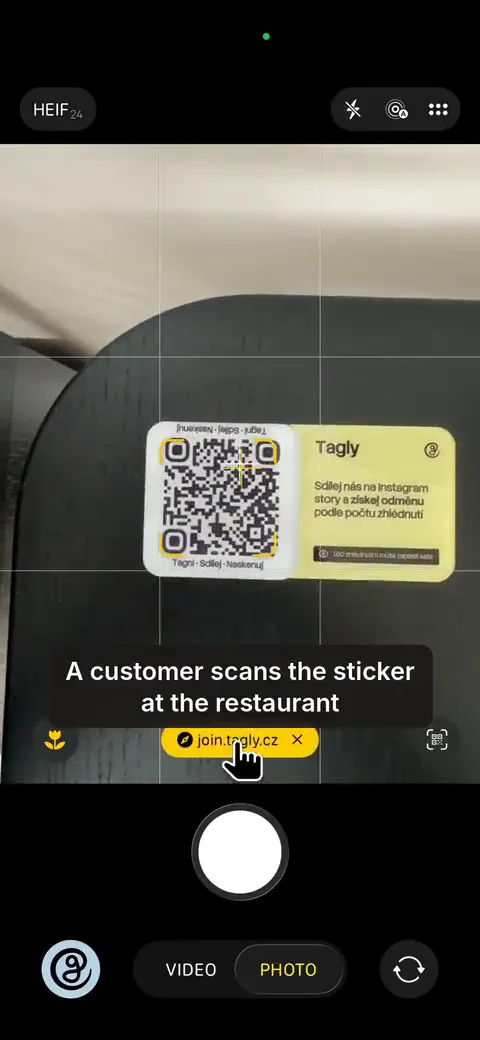 HEIF 24
Tagni · Sdílej · Naskenuj
Tagly
Sdílej nás na Instagram
story a získej odměnu
podle počtu zhlédnutí
Tagni · Sdílej · Naskenuj
A customer scans the sticker
at the restaurant
join.tagly.cz
VIDEO
PHOTO